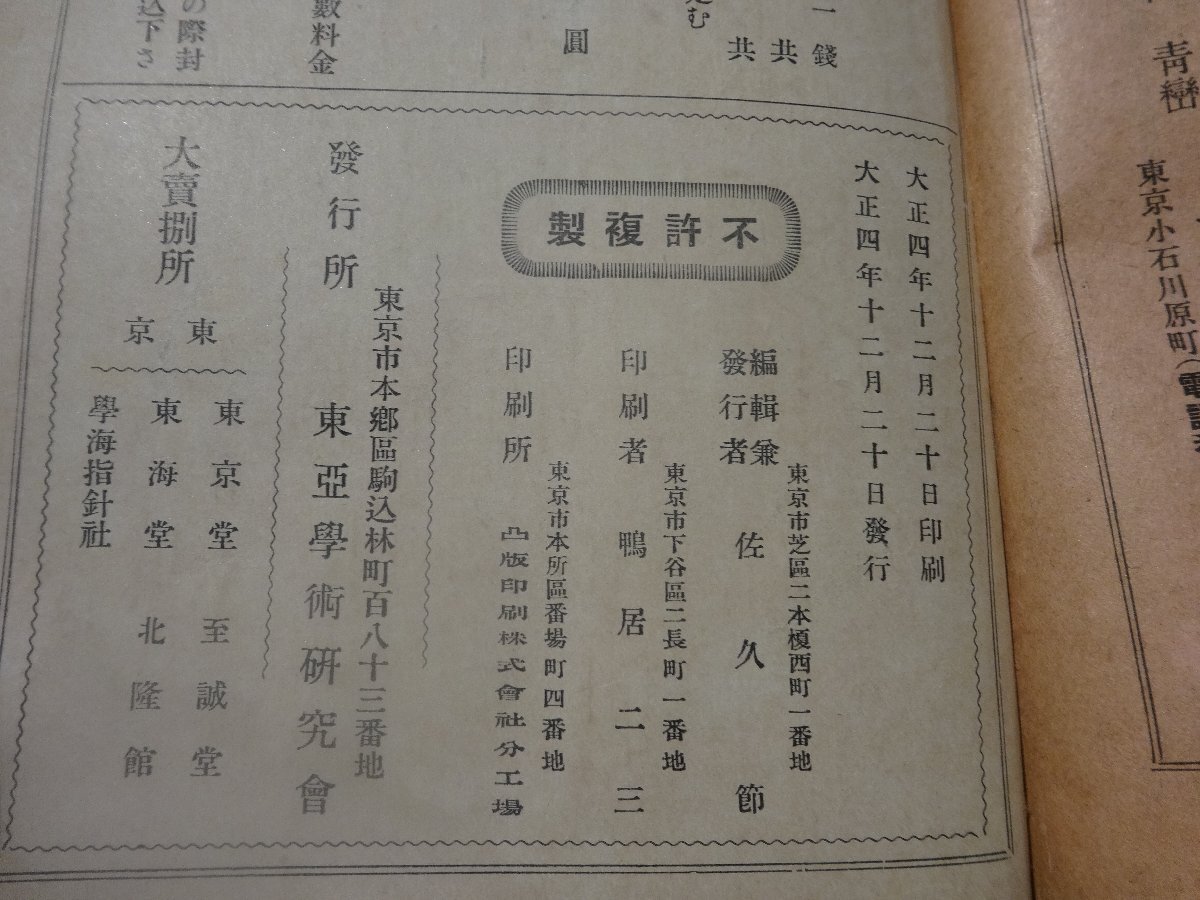 靑巒
東京小石川原町(電話
一錢
共
共
圓
數料金
の際封
込下さ
大正四年十二月二十日印刷
大正四年十二月二十日發行
不許複製
編輯兼
發行者
東京市芝區二本榎西町一番地
佐久節
印刷者
東京市下谷區二長町一番地
鴨居二三
印刷所
東京市本所區番場町四番地
凸版印刷株式會社分工場
發行所
東京市本鄕區駒込林町百八十三番地
東亞學術硏究會
大賣捌所
東京
東京堂 至誠堂
東海堂 北隆館
學海指針社